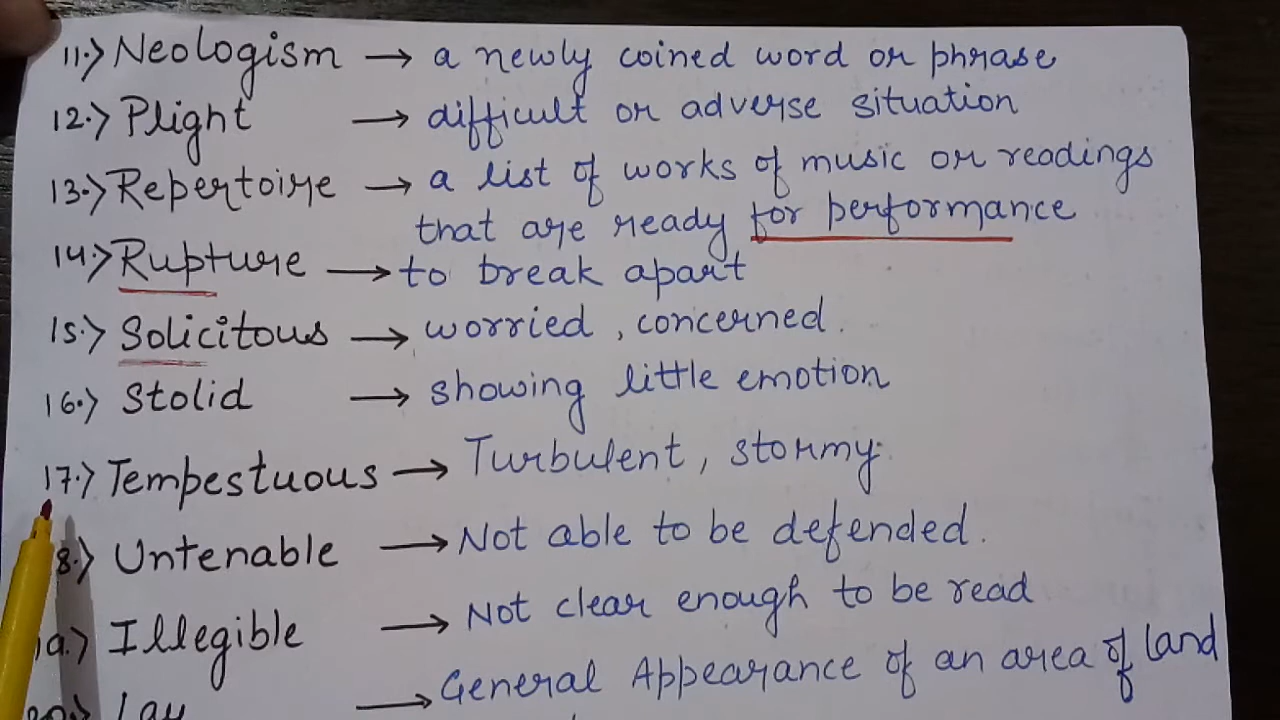 11.) Neologism → a newly coined word or phrase
12.) Plight → difficult or adverse situation
13.) Repertoire → a list of works of music or readings
that are ready for performance
14.) Rupture → to break apart
15.) Solicitous → worried, concerned.
16.) Stolid → showing little emotion
17.) Tempestuous → Turbulent, stormy.
8.) Untenable → Not able to be defended.
19.) Illegible → Not clear enough to be read
20.) Lay → General Appearance of an area of land